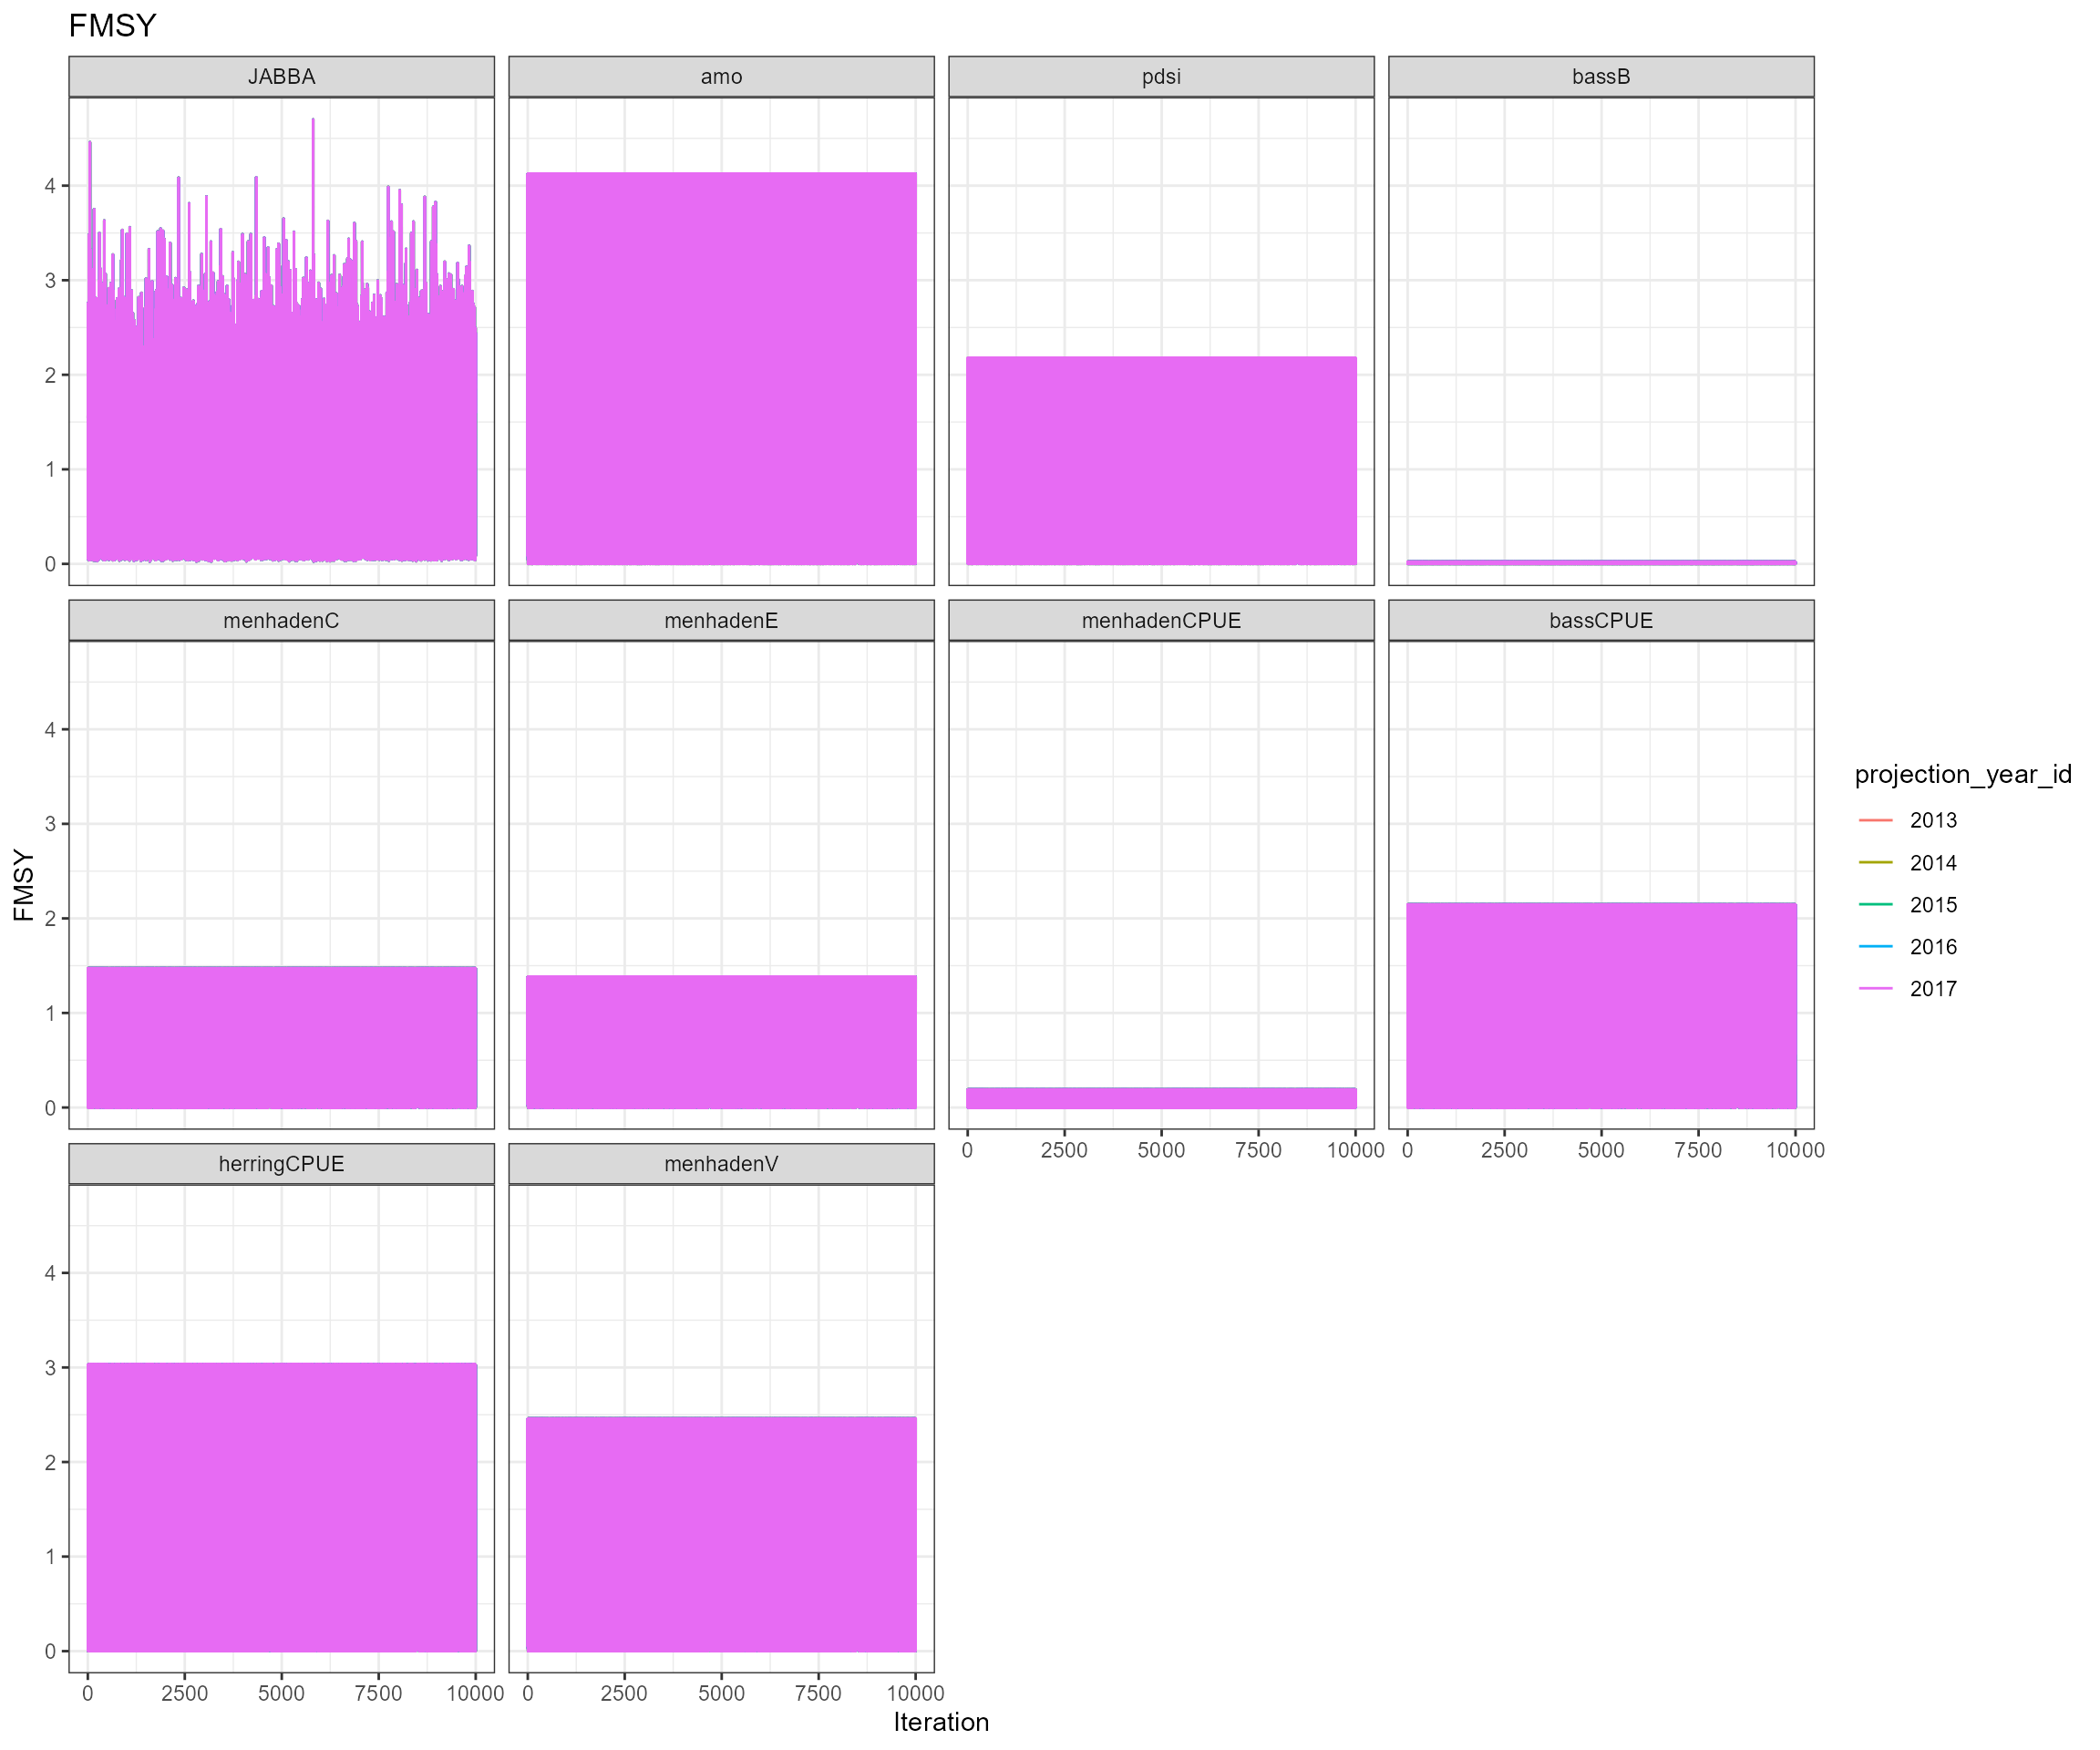 FMSY
JABBA amo pdsi bassB
4
3
2
1
0
menhadenC menhadenE menhadenCPUE bassCPUE
4
3
2
1
0
0 2500 5000 7500 10000 0 2500 5000 7500 10000
herringCPUE menhadenV
4
3
2
1
0
0 2500 5000 7500 10000 0 2500 5000 7500 10000
Iteration
FMSY
projection_year_id
2013
2014
2015
2016
2017